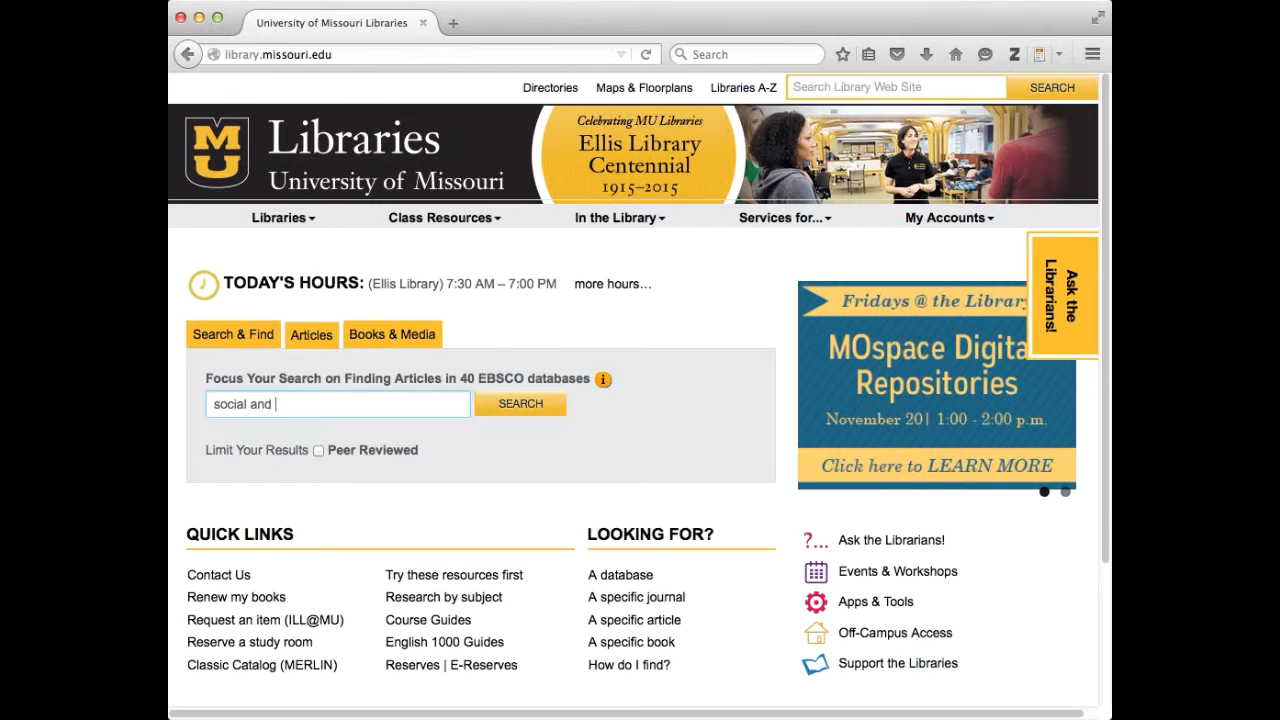 University of Missouri Libraries
library.missouri.edu
Search
Z
Directories
Maps & Floorplans
Libraries A-Z
Search Library Web Site
SEARCH
MU
Libraries
University of Missouri
Celebrating MU Libraries
Ellis Library
Centennial
1915–2015
Libraries
Class Resources
In the Library
Services for...
My Accounts
Ask the
Librarians!
TODAY'S HOURS: (Ellis Library) 7:30 AM – 7:00 PM more hours...
Search & Find
Articles
Books & Media
Focus Your Search on Finding Articles in 40 EBSCO databases
i
social and
SEARCH
Limit Your Results Peer Reviewed
Fridays @ the Library
MOspace Digita
Repositories
November 20| 1:00 - 2:00 p.m.
Click here to LEARN MORE
QUICK LINKS
Contact Us
Renew my books
Request an item (ILL@MU)
Reserve a study room
Classic Catalog (MERLIN)
Try these resources first
Research by subject
Course Guides
English 1000 Guides
Reserves | E-Reserves
LOOKING FOR?
A database
A specific journal
A specific article
A specific book
How do I find?
?...
Ask the Librarians!
Events & Workshops
Apps & Tools
Off-Campus Access
Support the Libraries